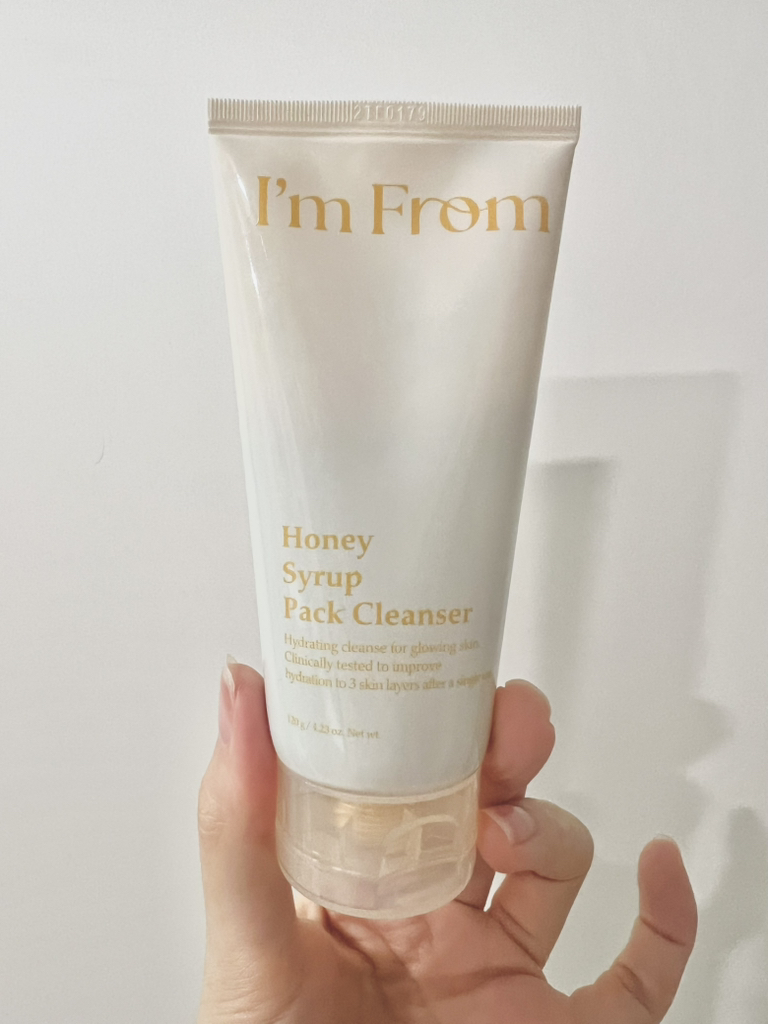 I'm From
Honey
Syrup
Pack Cleanser
Hydrating cleanse for glowing skin
Clinically tested to improve
hydration to 3 skin layers after a single
120 g / 4.23 oz. Net wt.